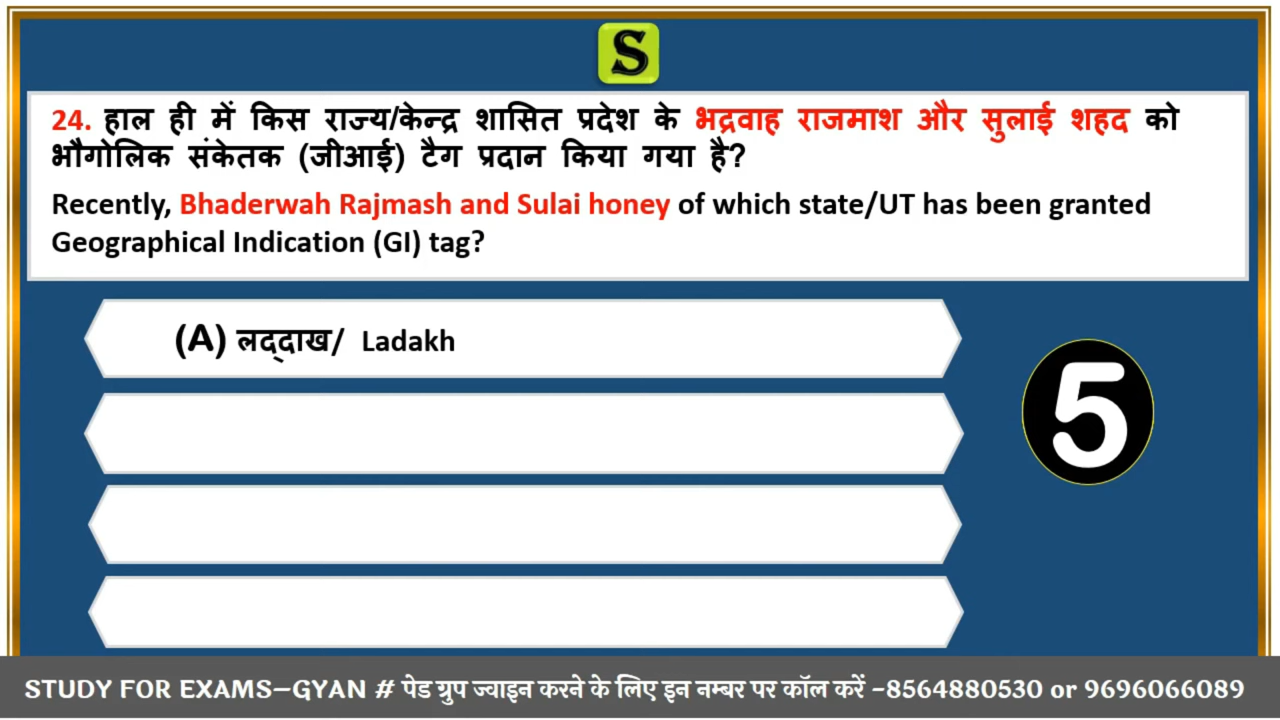 S
24. हाल ही में किस राज्य/केन्द्र शासित प्रदेश के भद्रवाह राजमाश और सुलाई शहद को
भौगोलिक संकेतक (जीआई) टैग प्रदान किया गया है?
Recently, Bhaderwah Rajmash and Sulai honey of which state/UT has been granted
Geographical Indication (GI) tag?
(A) लद्दाख/ Ladakh
5
STUDY FOR EXAMS–GYAN # पेड ग्रुप ज्वाइन करने के लिए इन नम्बर पर कॉल करें -8564880530 or 9696066089